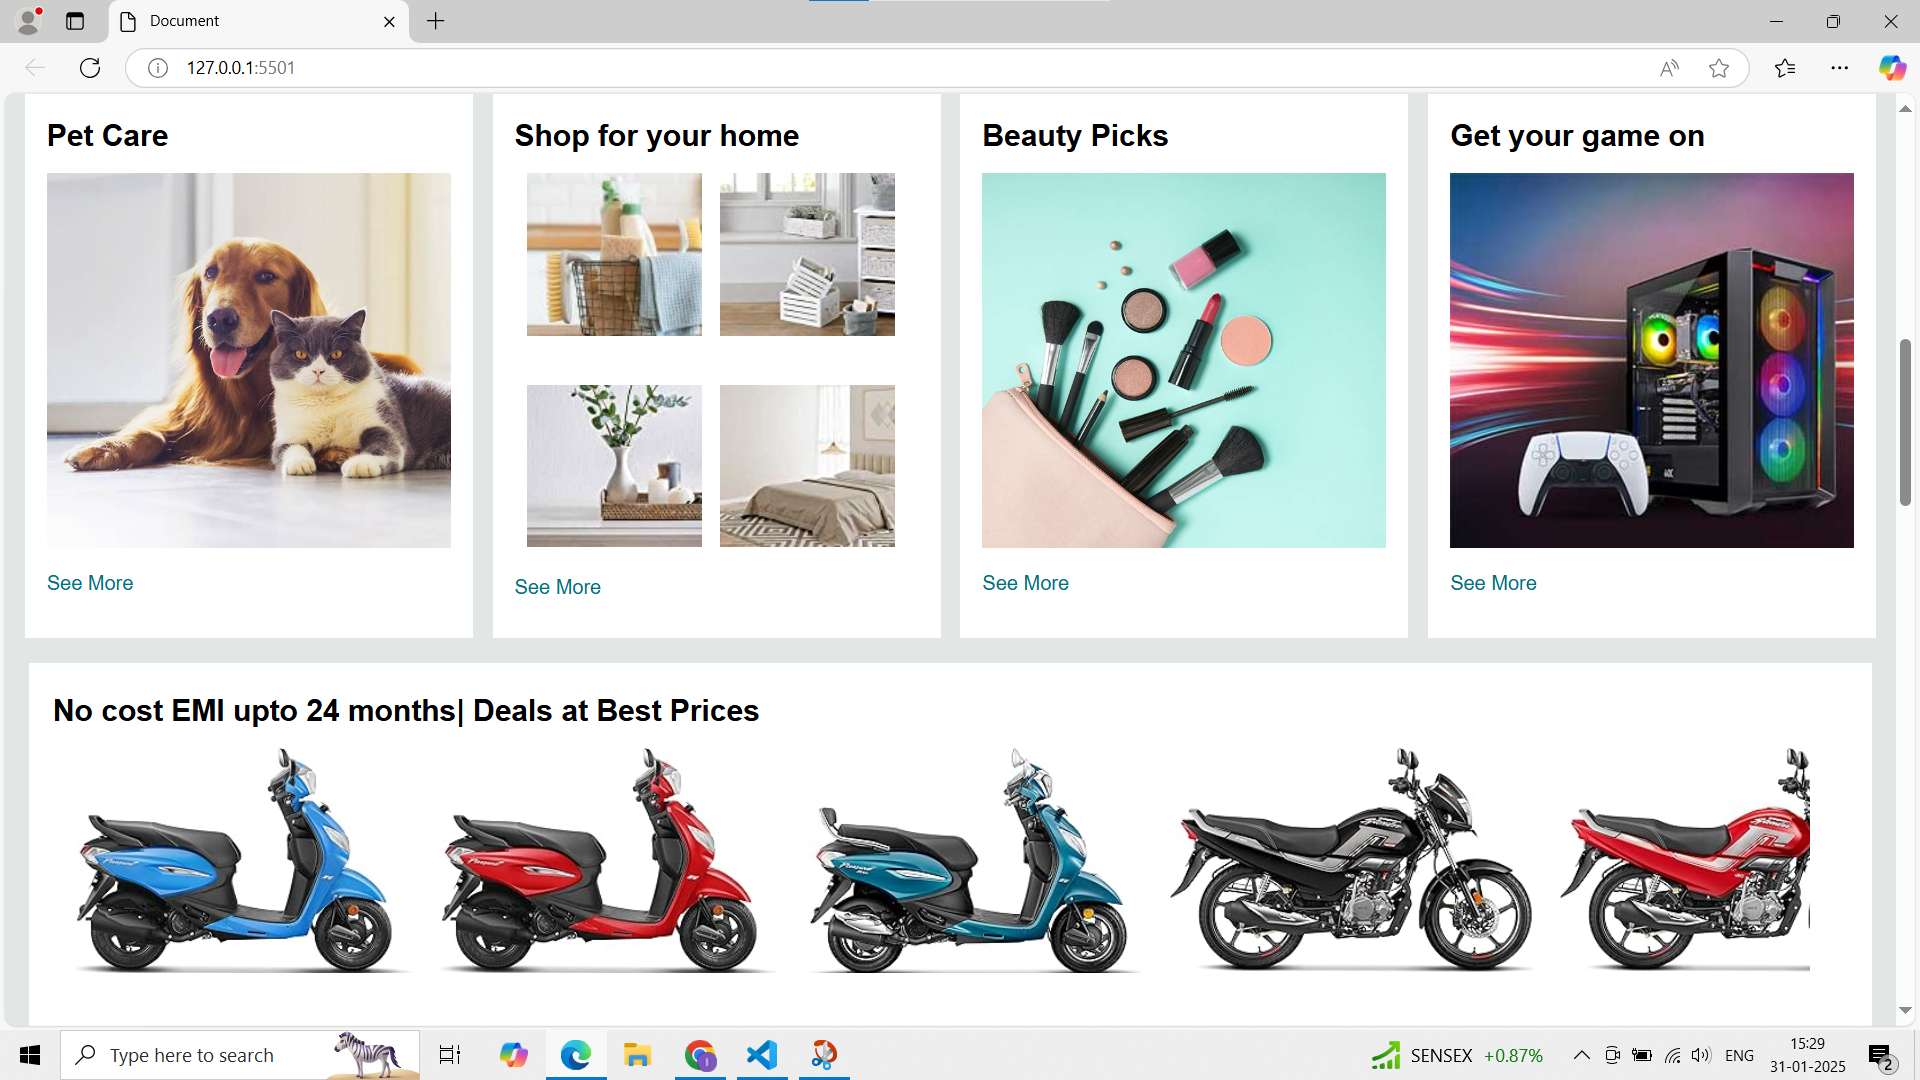 Document
127.0.0.1:5501
Pet Care
Shop for your home
Beauty Picks
Get your game on
See More
See More
See More
See More
No cost EMI upto 24 months| Deals at Best Prices
Type here to search
SENSEX +0.87%
ENG
15:29
31-01-2025
2